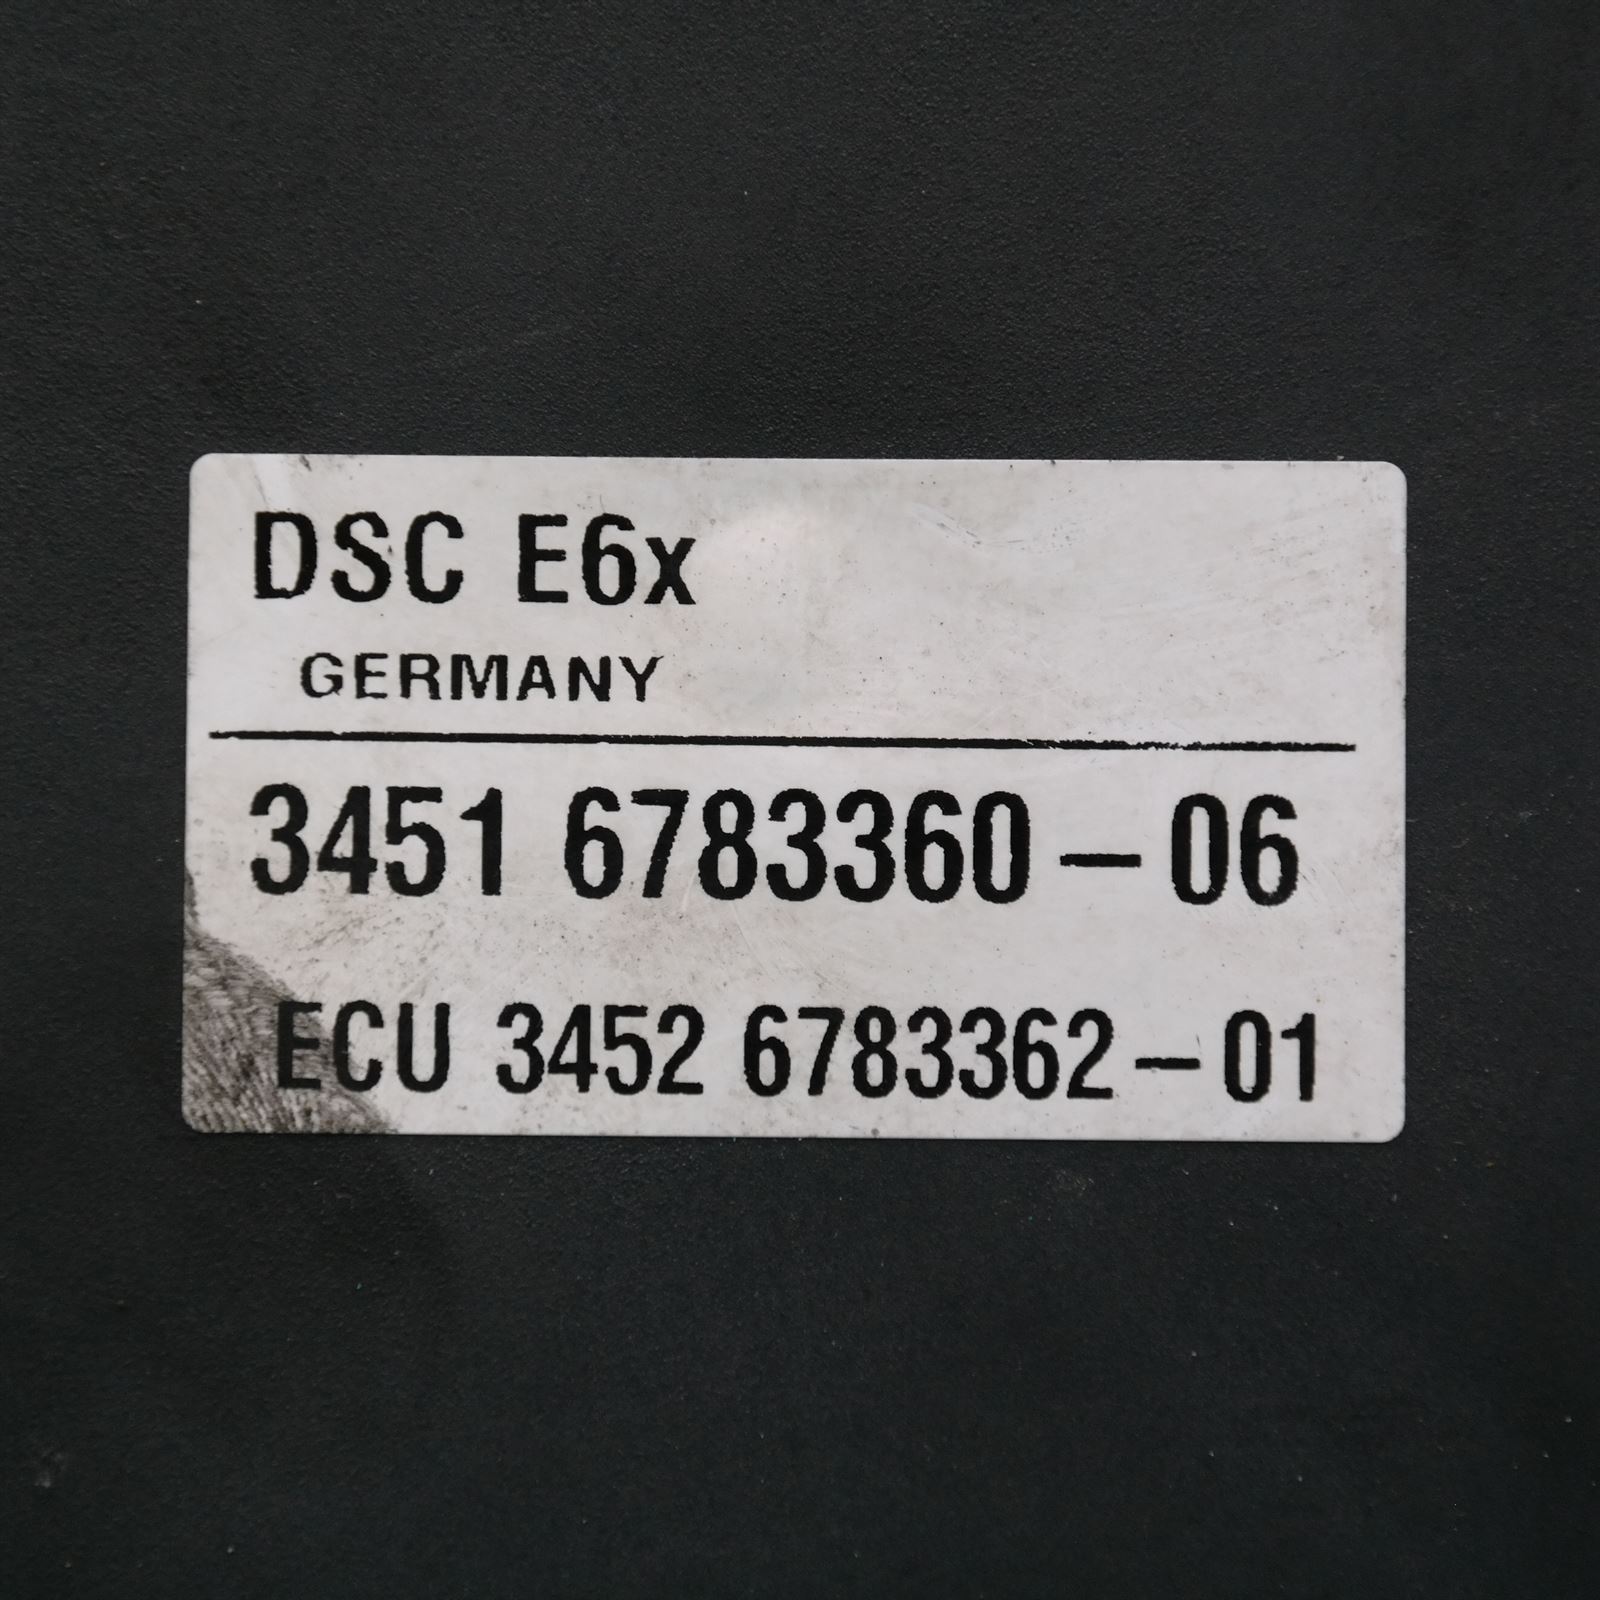 DSC E6x
GERMANY
3451 6783360-06
ECU 3452 6783362-01